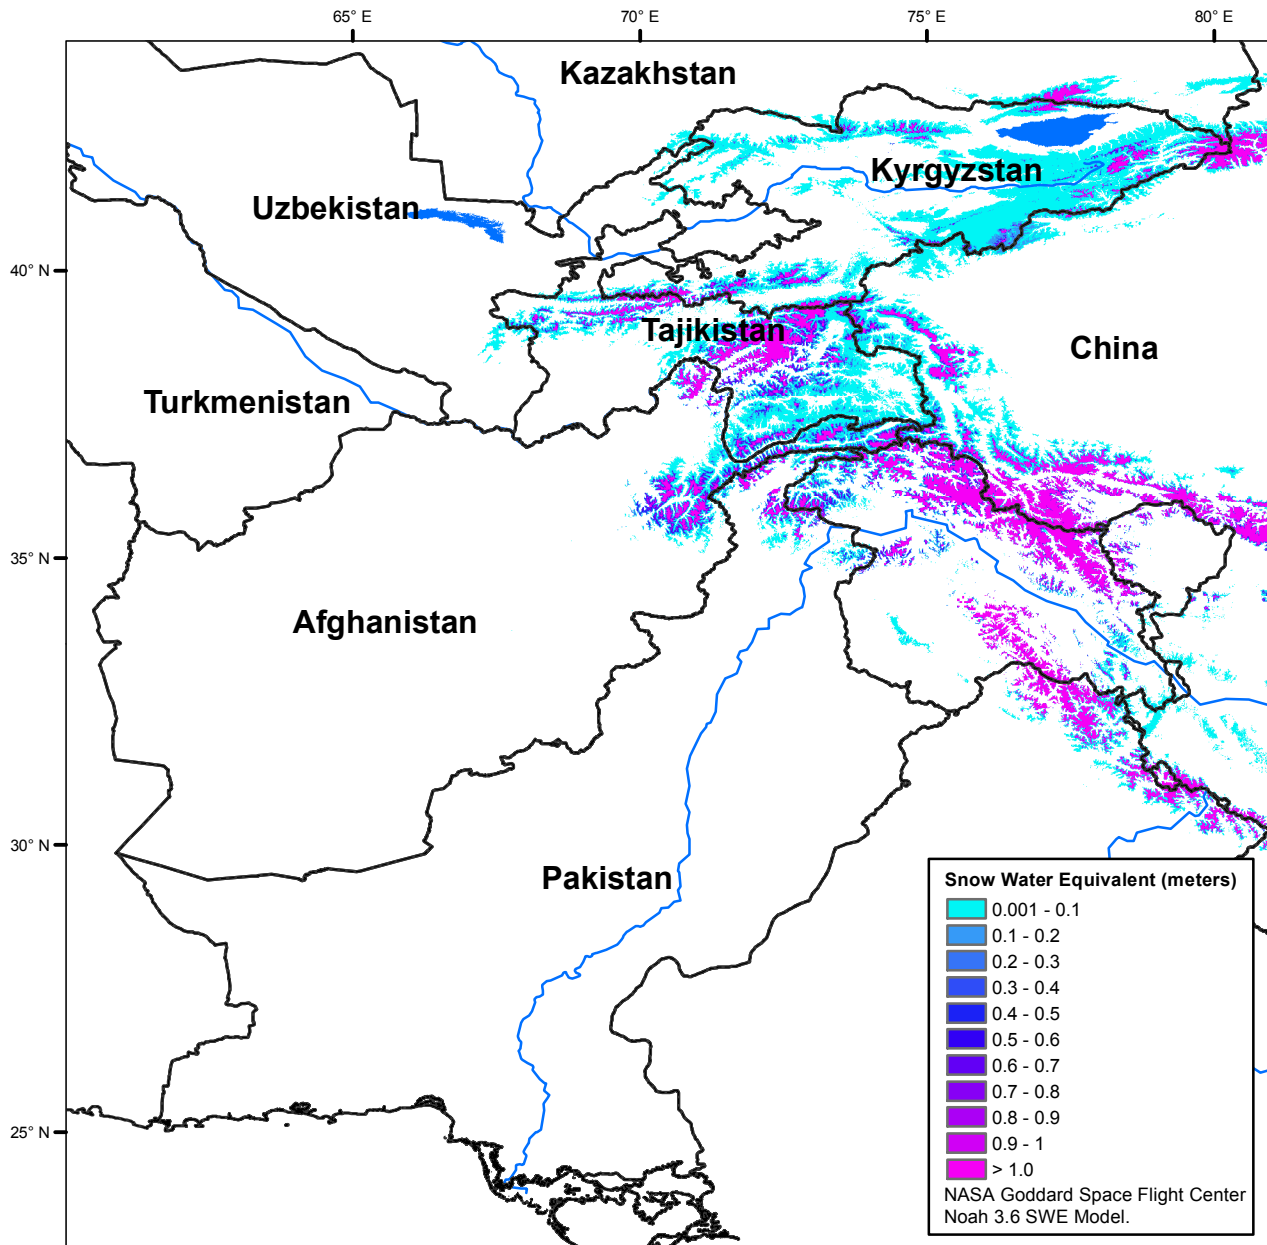 65° E
70° E
75° E
80° E
Kazakhstan
Kyrgyzstan
Uzbekistan
40° N
Tajikistan
China
Turkmenistan
35° N
Afghanistan
30° N
Pakistan
25° N
Snow Water Equivalent (meters)
0.001 - 0.1
0.1 - 0.2
0.2 - 0.3
0.3 - 0.4
0.4 - 0.5
0.5 - 0.6
0.6 - 0.7
0.7 - 0.8
0.8 - 0.9
0.9 - 1
> 1.0
NASA Goddard Space Flight Center
Noah 3.6 SWE Model.